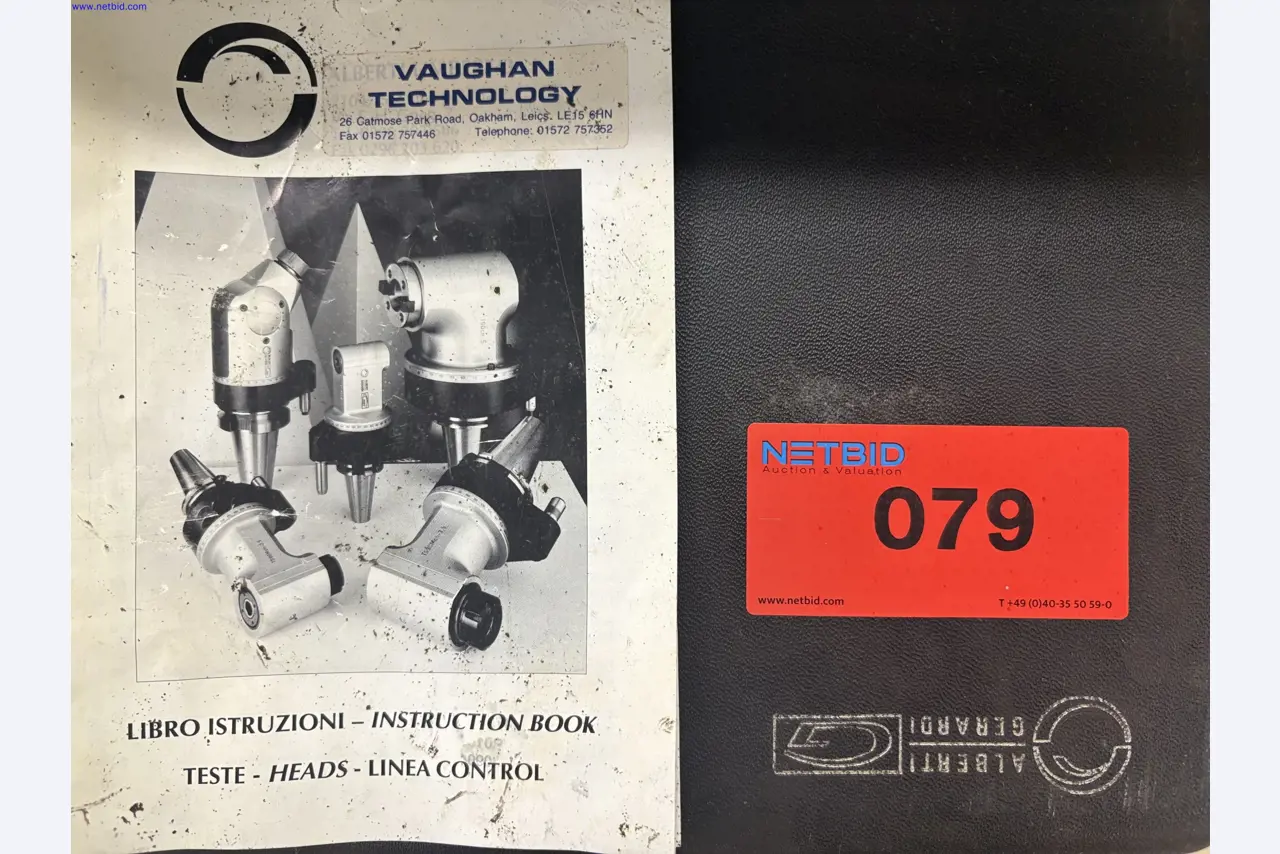 www.netbid.com
VAUGHAN
TECHNOLOGY
26 Catmose Park Road, Oakham, Leics. LE15 6HN
Fax 01572 757446 Telephone: 01572 757352
LIBRO ISTRUZIONI – INSTRUCTION BOOK
TESTE - HEADS - LINEA CONTROL
NETBID
Auction & Valuation
079
www.netbid.com T +49 (0)40-35 50 59-0
ALBERTI
GERARDI